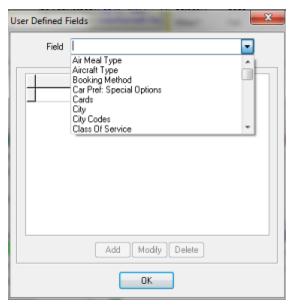 User Defined Fields
Field
Air Meal Type
Aircraft Type
Booking Method
Car Pref: Special Options
Cards
City
City Codes
Class Of Service
Add Modify Delete
OK